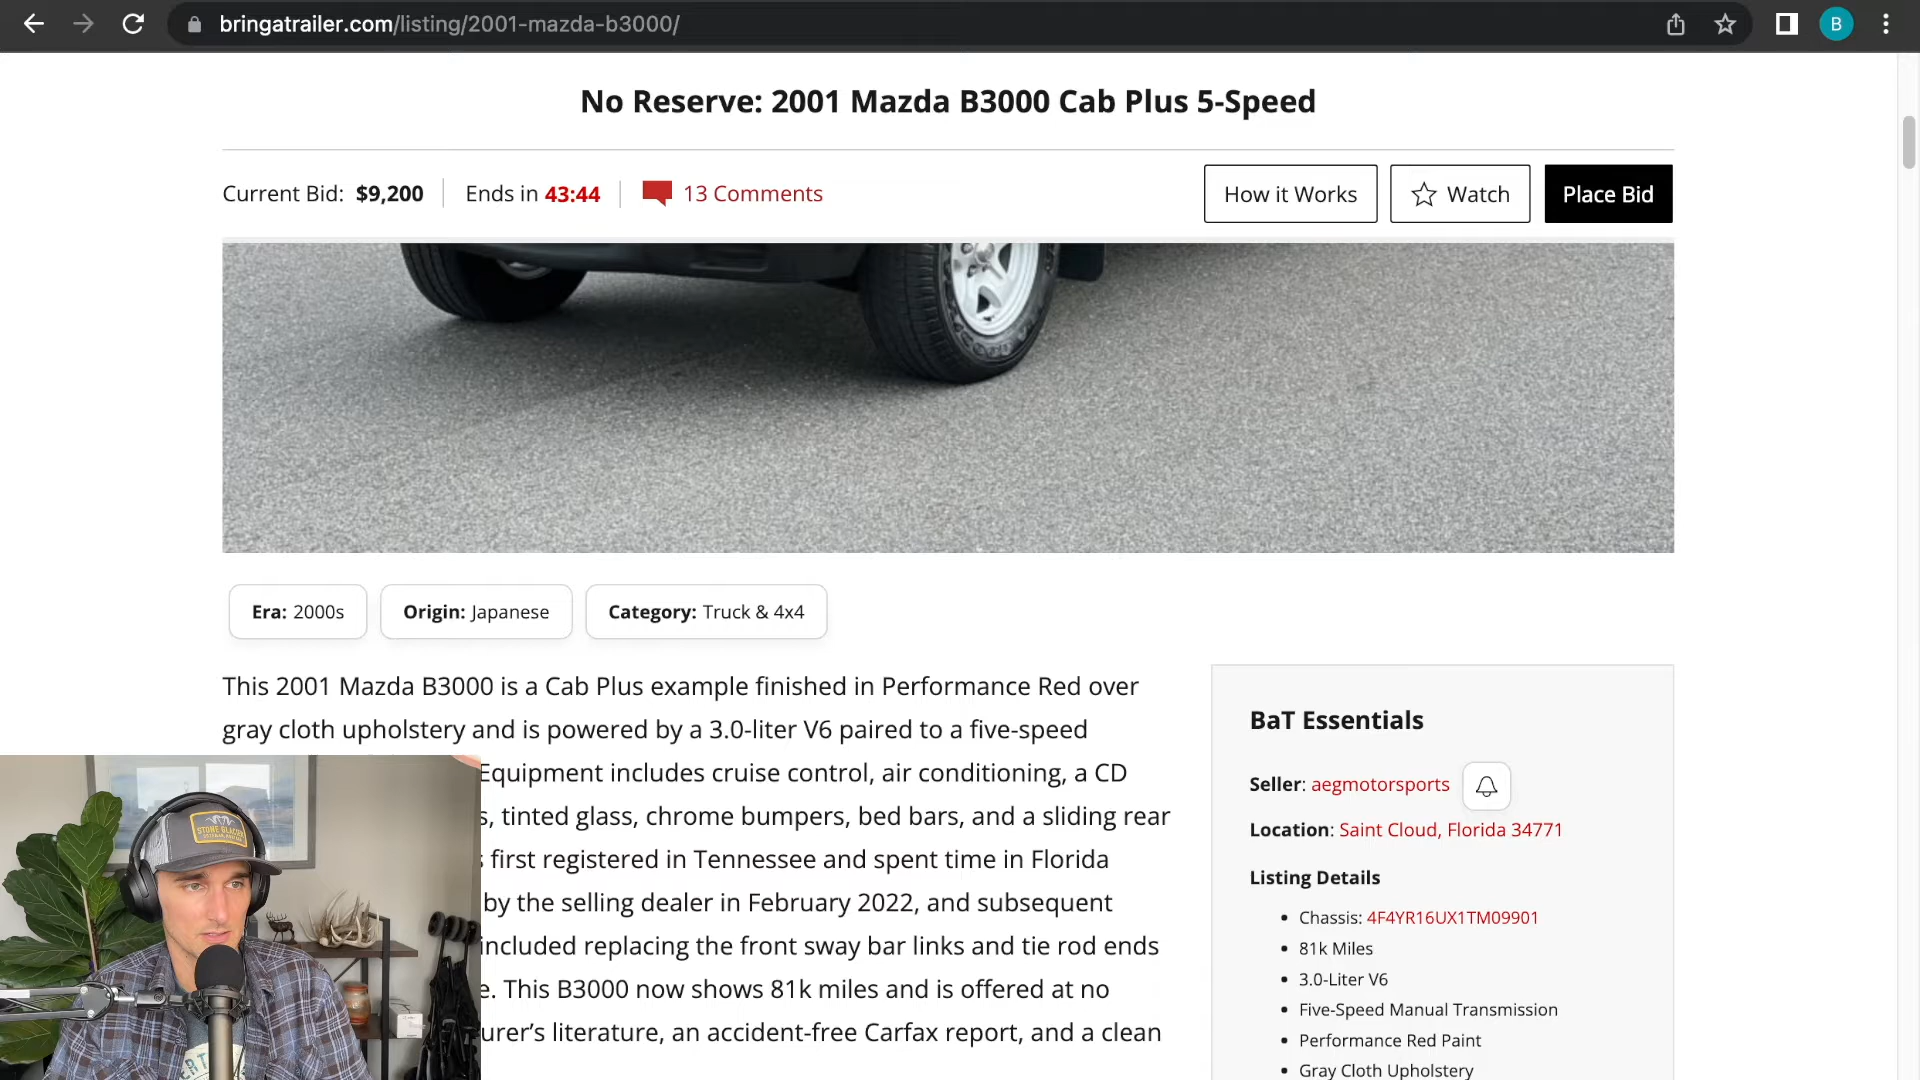 bringatrailer.com/listing/2001-mazda-b3000/
B
No Reserve: 2001 Mazda B3000 Cab Plus 5-Speed
Current Bid: $9,200 Ends in 43:44 13 Comments How it Works Watch Place Bid
Era: 2000s Origin: Japanese Category: Truck & 4x4
This 2001 Mazda B3000 is a Cab Plus example finished in Performance Red over
gray cloth upholstery and is powered by a 3.0-liter V6 paired to a five-speed
Equipment includes cruise control, air conditioning, a CD
s, tinted glass, chrome bumpers, bed bars, and a sliding rear
first registered in Tennessee and spent time in Florida
by the selling dealer in February 2022, and subsequent
included replacing the front sway bar links and tie rod ends
e. This B3000 now shows 81k miles and is offered at no
urer's literature, an accident-free Carfax report, and a clean
BaT Essentials
Seller: aegmotorsports
Location: Saint Cloud, Florida 34771
Listing Details
• Chassis: 4F4YR16UX1TM09901
• 81k Miles
• 3.0-Liter V6
• Five-Speed Manual Transmission
• Performance Red Paint
• Gray Cloth Upholstery
STONE GLACIER